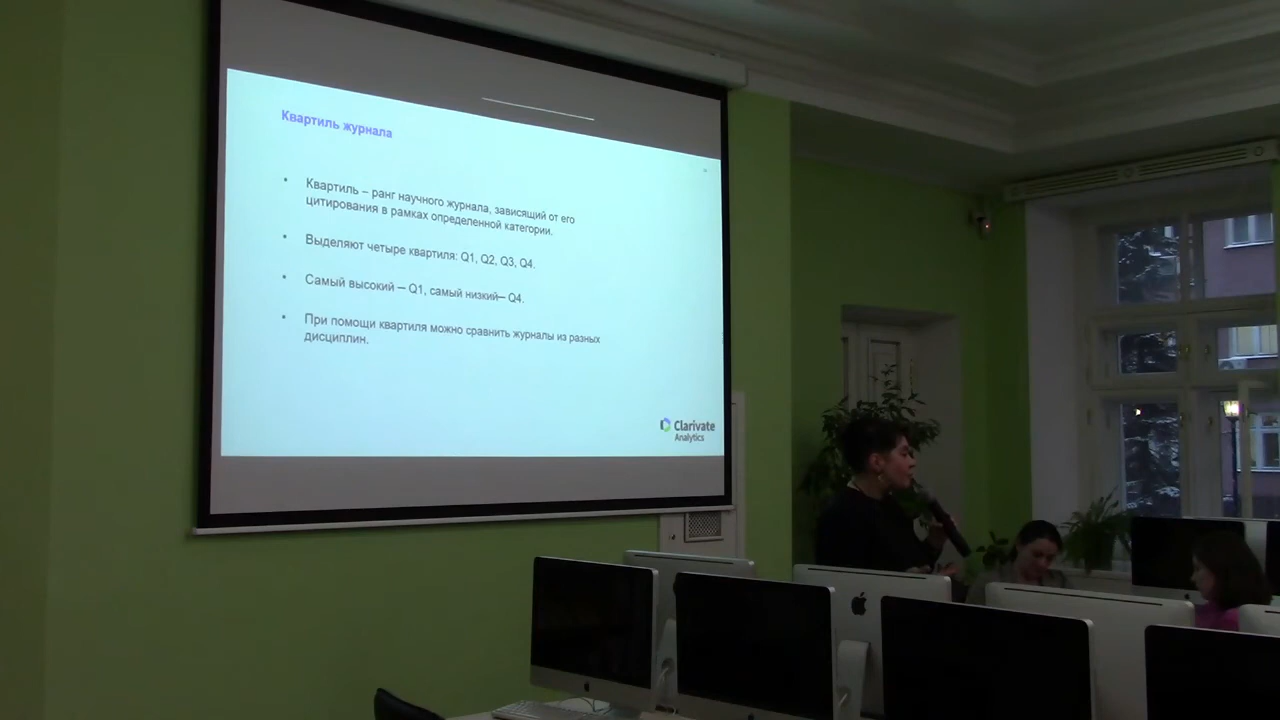 Квартиль журнала
• Квартиль – ранг научного журнала, зависящий от его
цитирования в рамках определенной категории.
• Выделяют четыре квартиля: Q1, Q2, Q3, Q4.
• Самый высокий — Q1, самый низкий— Q4.
• При помощи квартиля можно сравнить журналы из разных
дисциплин.
Clarivate
Analytics